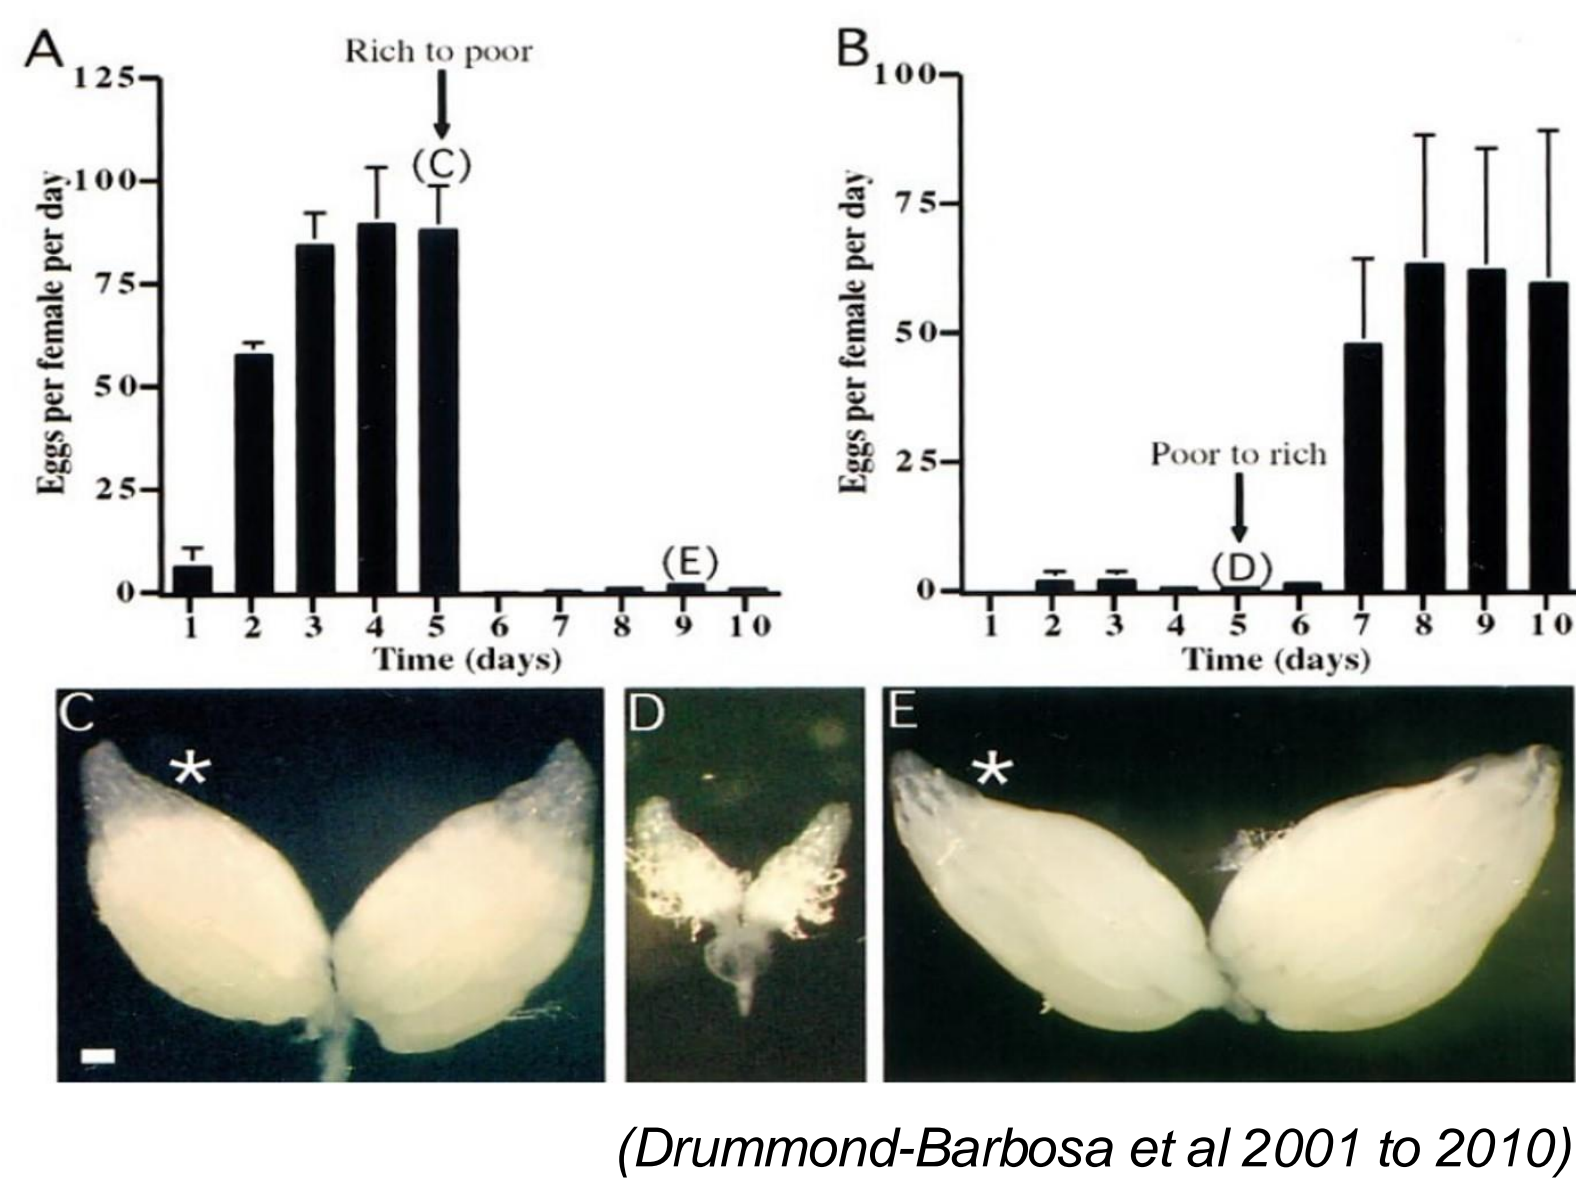 A
Rich to poor
125
100
75
50
25
0
Eggs per female per day
(C)
(E)
1 2 3 4 5 6 7 8 9 10
Time (days)
B
100
75
50
25
0
Eggs per female per day
Poor to rich
(D)
1 2 3 4 5 6 7 8 9 10
Time (days)
C
*
D
E
*
(Drummond-Barbosa et al 2001 to 2010)